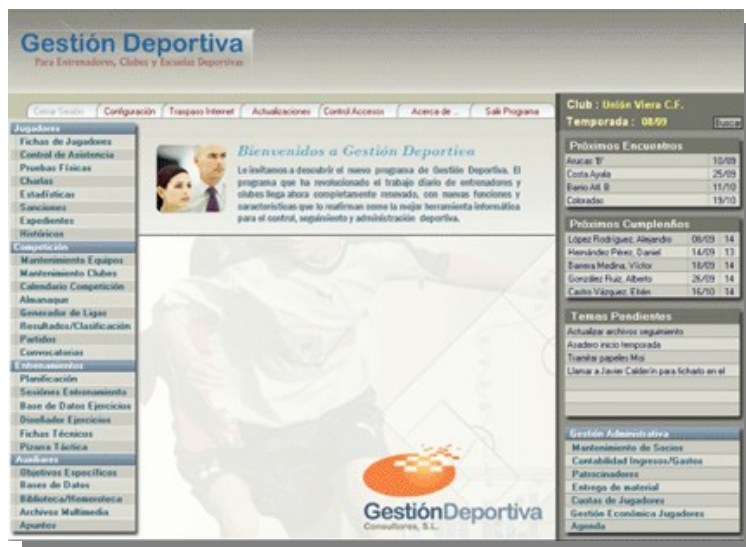 Gestión Deportiva
Para Entrenadores, Clubes y Escuelas Deportivas
Cerrar Sesión
Configuración
Traspaso Internet
Actualizaciones
Control Accesos
Acerca de ...
Salir Programa
Club : Unión Viera C.F.
Temporada : 08/09
Buscar
Jugadores
Fichas de Jugadores
Control de Asistencia
Pruebas Físicas
Charlas
Estadísticas
Sanciones
Expedientes
Históricos
Competición
Mantenimiento Equipos
Mantenimiento Clubes
Calendario Competición
Almanaque
Generador de Ligas
Resultados/Clasificación
Partidos
Convocatorias
Entrenamientos
Planificación
Sesiónes Entrenamiento
Base de Datos Ejercicios
Diseñador Ejercicios
Fichas Técnicos
Pizarra Táctica
Auxiliares
Objetivos Específicos
Bases de Datos
Biblioteca/Hemeroteca
Archivos Multimedia
Apuntes
Bienvenidos a Gestión Deportiva
Le invitamos a descubrir el nuevo programa de Gestión Deportiva. El
programa que ha revolucionado el trabajo diario de entrenadores y
clubes llega ahora completamente renovado, con nuevas funciones y
características que lo reafirman como la mejor herramienta informática
para el control, seguimiento y administración deportiva.
GestiónDeportiva
Consultores, S.L.
Próximos Encuentros
Arucas 'B' 10/09
Costa Ayala 25/09
Barrio Atl. B 11/10
Coloradas 19/10
Próximos Cumpleños
López Rodríguez, Alejandro 08/09 14
Hernández Pérez, Daniel 14/09 13
Barrera Medina, Víctor 18/09 14
González Ruiz, Alberto 26/09 14
Castro Vázquez, Efrén 16/10 14
Temas Pendientes
Actualizar archivos seguimiento
Asadero inicio temporada
Tramitar papeles Moi
Llamar a Javier Calderín para ficharlo en el
Gestión Administrativa
Mantenimiento de Socios
Contabilidad Ingresos/Gastos
Patrocinadores
Entrega de material
Cuotas de Jugadores
Gestión Económica Jugadores
Agenda